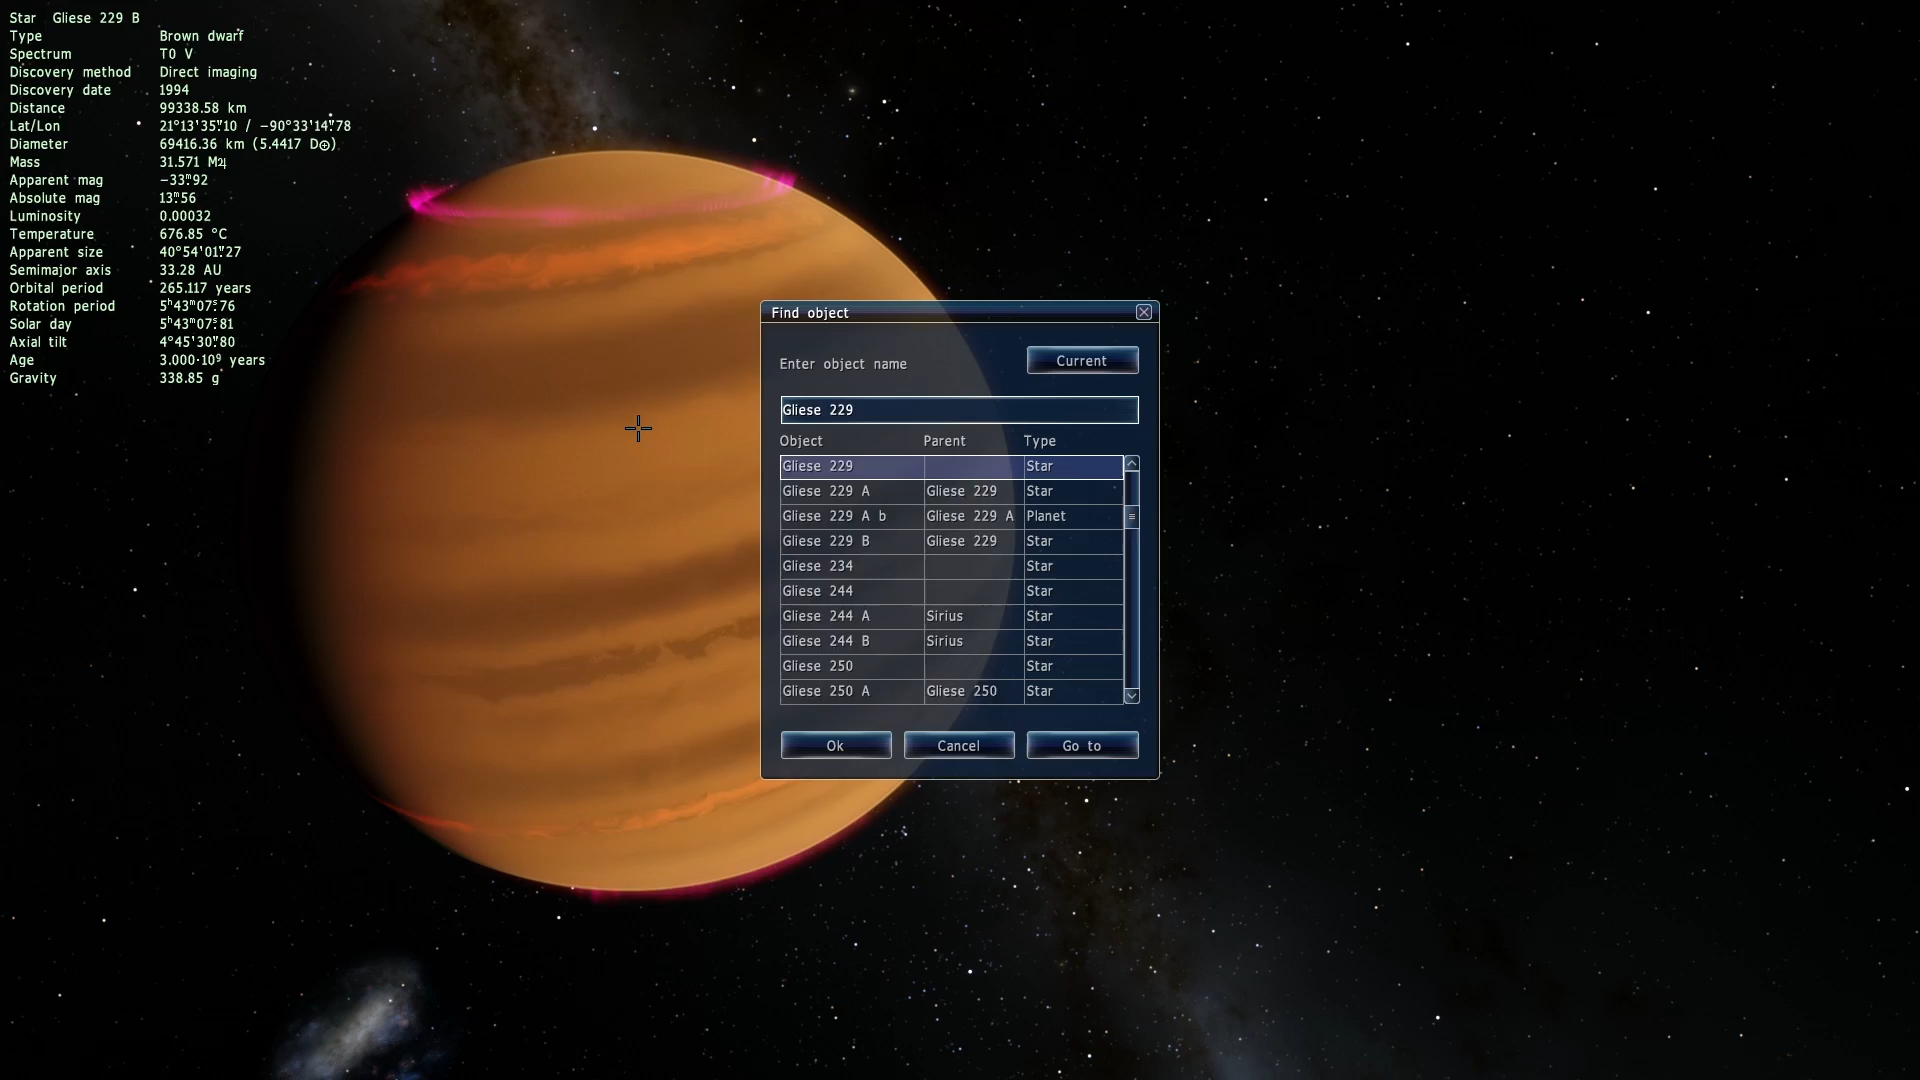 Star Gliese 229 B
Type Brown dwarf
Spectrum T0 V
Discovery method Direct imaging
Discovery date 1994
Distance 99338.58 km
Lat/Lon 21°13'35."10 / −90°33'14."78
Diameter 69416.36 km (5.4417 D⊕)
Mass 31.571 M♃
Apparent mag −33.ᵐ92
Absolute mag 13.ᵐ56
Luminosity 0.00032
Temperature 676.85 °C
Apparent size 40°54'01."27
Semimajor axis 33.28 AU
Orbital period 265.117 years
Rotation period 5ʰ43ᵐ07.ˢ76
Solar day 5ʰ43ᵐ07.ˢ81
Axial tilt 4°45'30."80
Age 3.000·10⁹ years
Gravity 338.85 g
Find object
Enter object name Current
Gliese 229
Object Parent Type
Gliese 229 Star
Gliese 229 A Gliese 229 Star
Gliese 229 A b Gliese 229 A Planet
Gliese 229 B Gliese 229 Star
Gliese 234 Star
Gliese 244 Star
Gliese 244 A Sirius Star
Gliese 244 B Sirius Star
Gliese 250 Star
Gliese 250 A Gliese 250 Star
Ok Cancel Go to